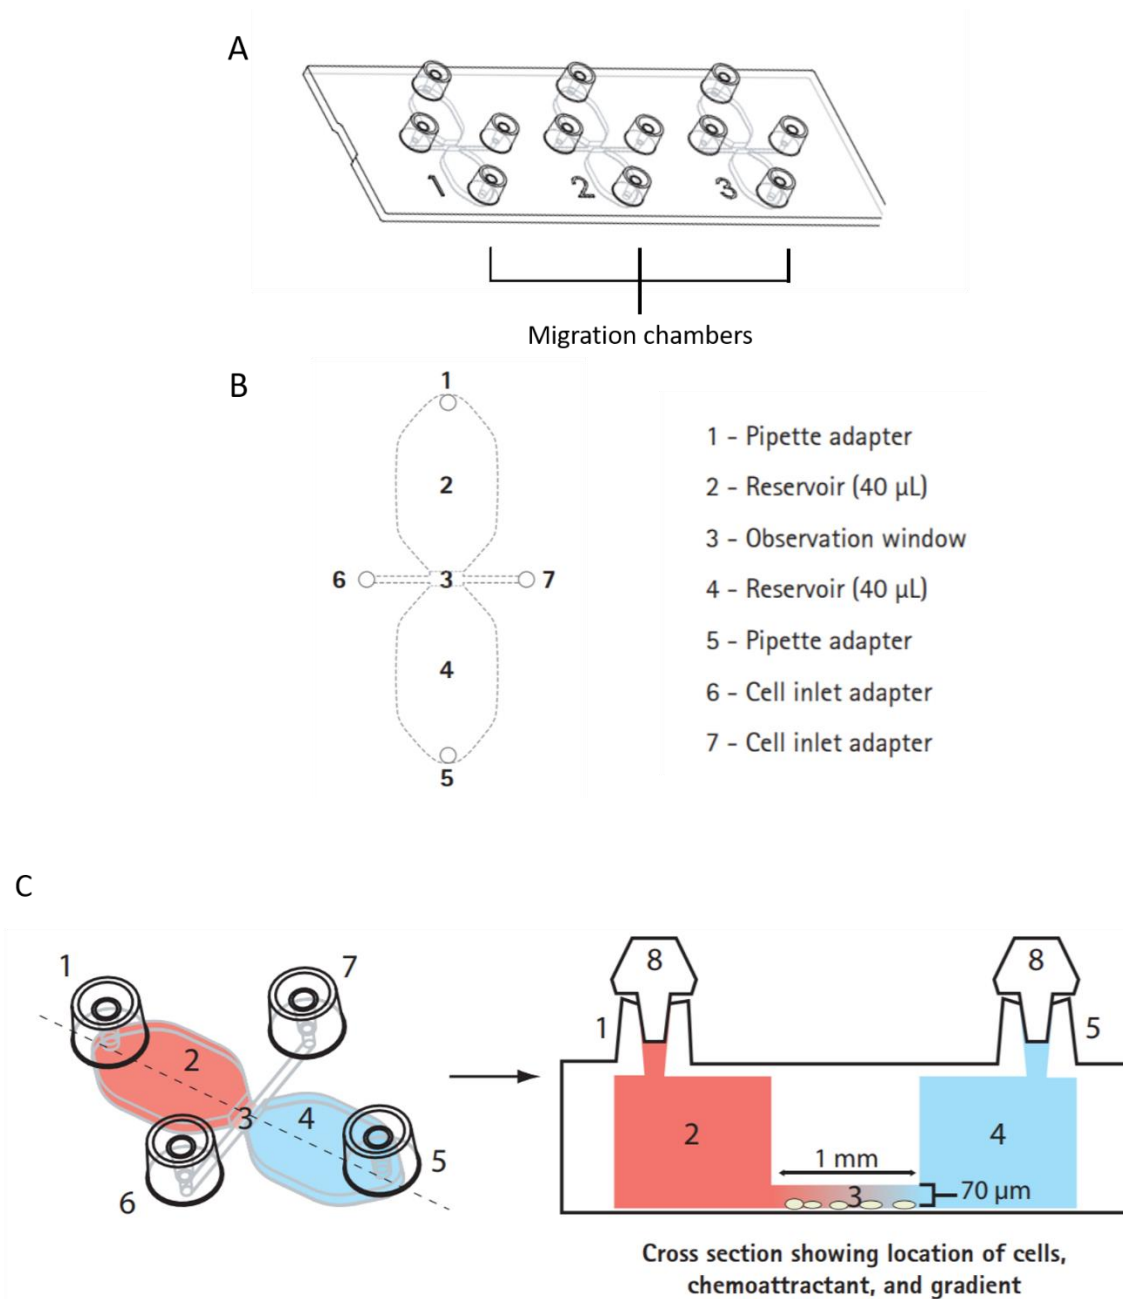 A
1 2 3
Migration chambers
B
1
2
6 3 7
4
5
1 - Pipette adapter
2 - Reservoir (40 µL)
3 - Observation window
4 - Reservoir (40 µL)
5 - Pipette adapter
6 - Cell inlet adapter
7 - Cell inlet adapter
C
1 7
2
3 4
5
6
8 8
1 5
2 4
1 mm
3 70 µm
Cross section showing location of cells,
chemoattractant, and gradient